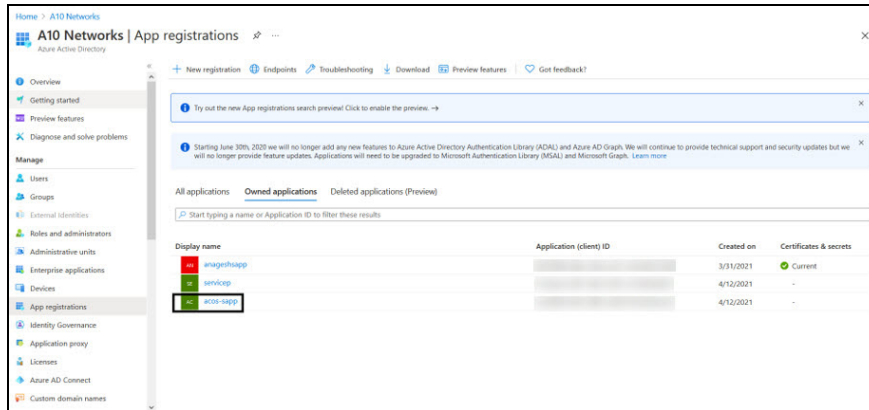 Home > A10 Networks
A10 Networks | App registrations
Azure Active Directory
New registration Endpoints Troubleshooting Download Preview features Got feedback?
Overview
Getting started
Preview features
Diagnose and solve problems
Manage
Users
Groups
External Identities
Roles and administrators
Administrative units
Enterprise applications
Devices
App registrations
Identity Governance
Application proxy
Licenses
Azure AD Connect
Custom domain names
Try out the new App registrations search preview! Click to enable the preview. →
Starting June 30th, 2020 we will no longer add any new features to Azure Active Directory Authentication Library (ADAL) and Azure AD Graph. We will continue to provide technical support and security updates but we
will no longer provide feature updates. Applications will need to be upgraded to Microsoft Authentication Library (MSAL) and Microsoft Graph. Learn more
All applications Owned applications Deleted applications (Preview)
Start typing a name or Application ID to filter these results
Display name Application (client) ID Created on Certificates & secrets
AN anageshsapp 3/31/2021 Current
SE servicep 4/12/2021 -
AC acos-sapp 4/12/2021 -